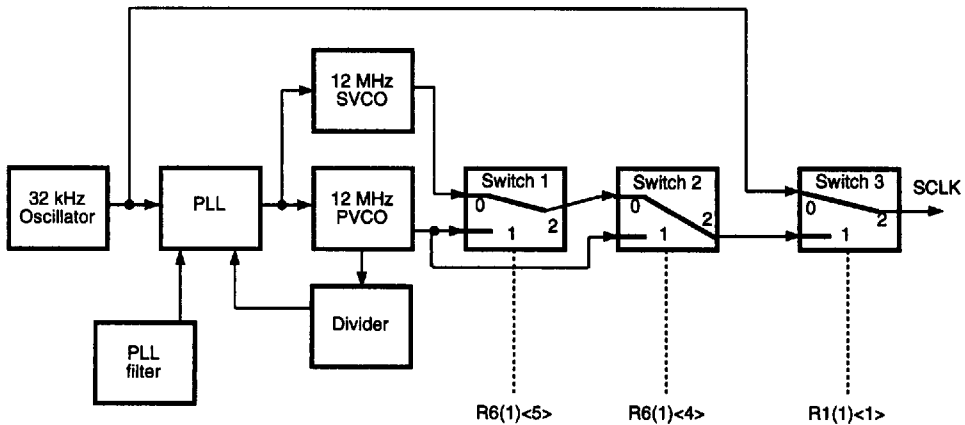 12 MHz
SVCO
32 kHz
Oscillator
PLL
12 MHz
PVCO
Switch 1
0
1
2
Switch 2
0
1
2
Switch 3
0
1
2
SCLK
Divider
PLL
filter
R6(1)<5>
R6(1)<4>
R1(1)<1>